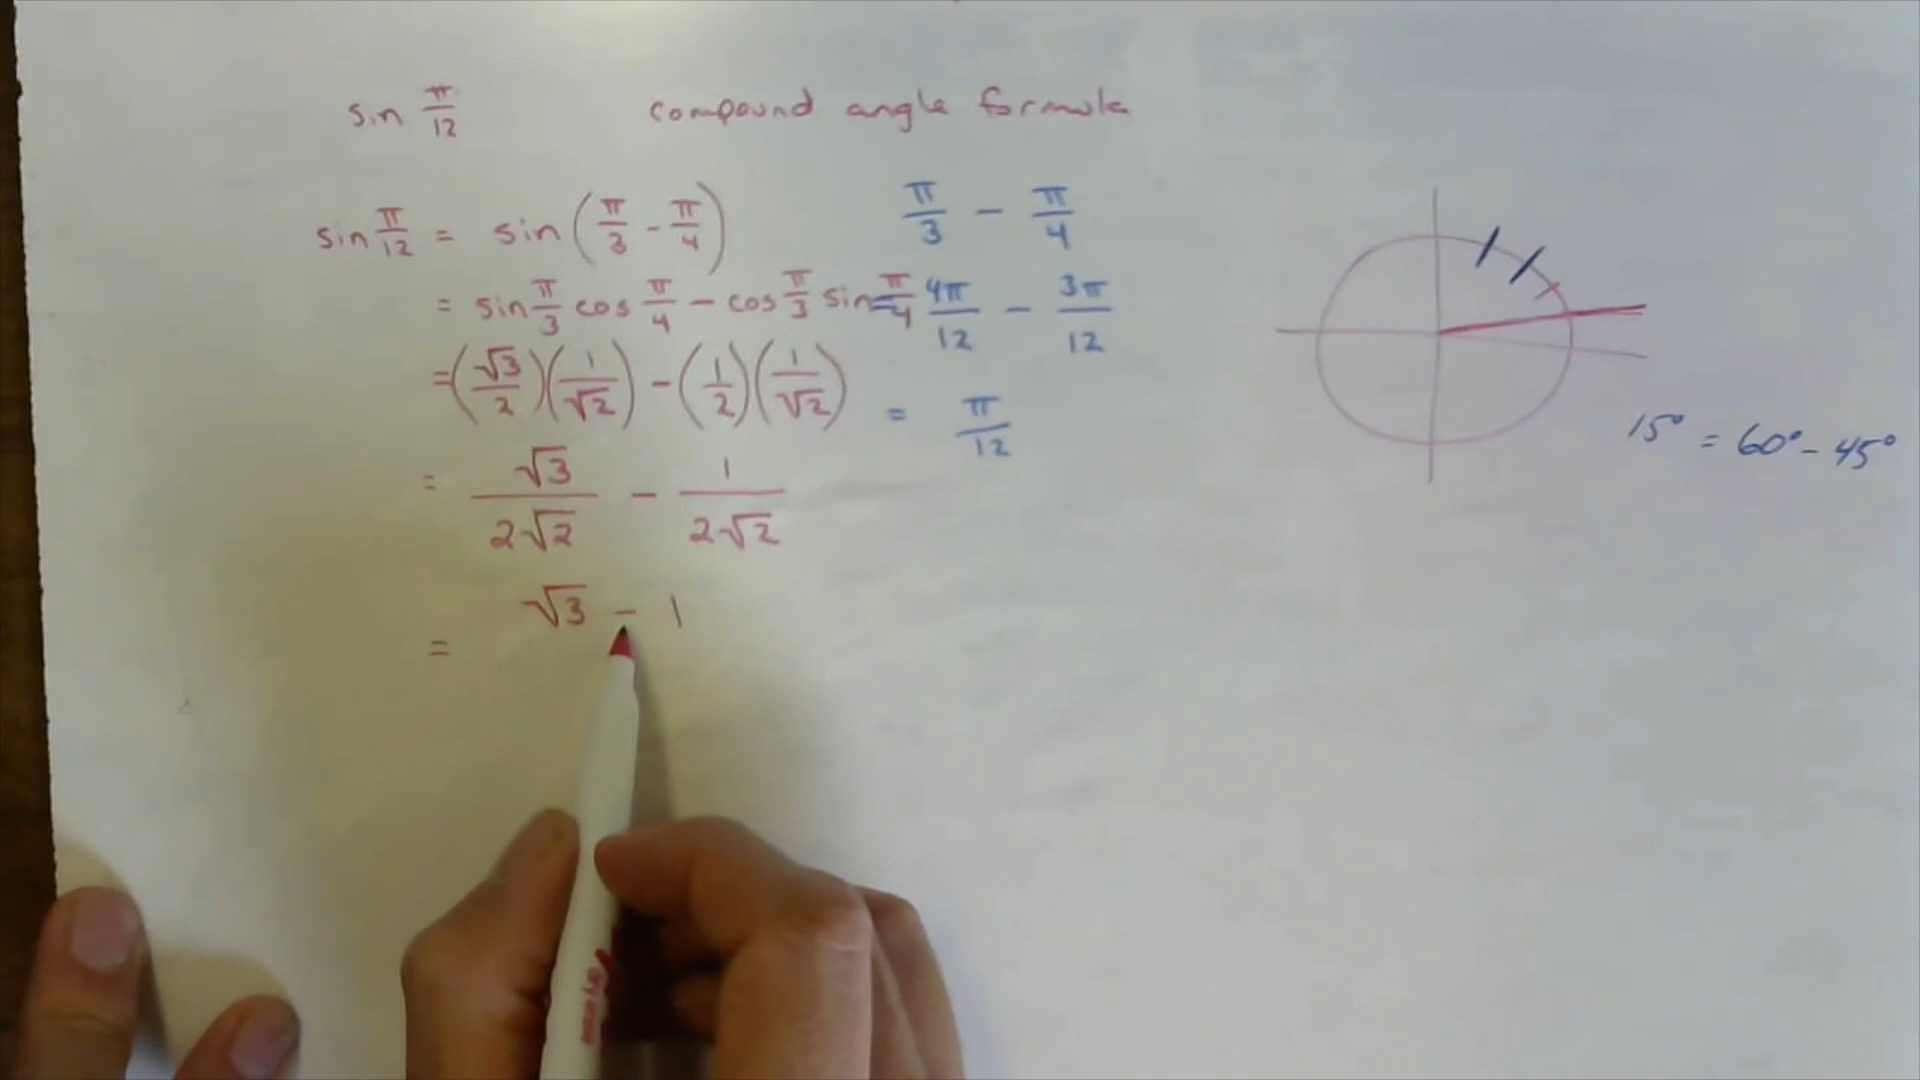 sin π/12 compound angle formula
sin π/12 = sin (π/3 - π/4)
= sin π/3 cos π/4 - cos π/3 sin π/4
= (√3/2)(1/√2) - (1/2)(1/√2)
= √3/2√2 - 1/2√2
= √3 - 1
π/3 - π/4
= 4π/12 - 3π/12
= π/12
15° = 60° - 45°